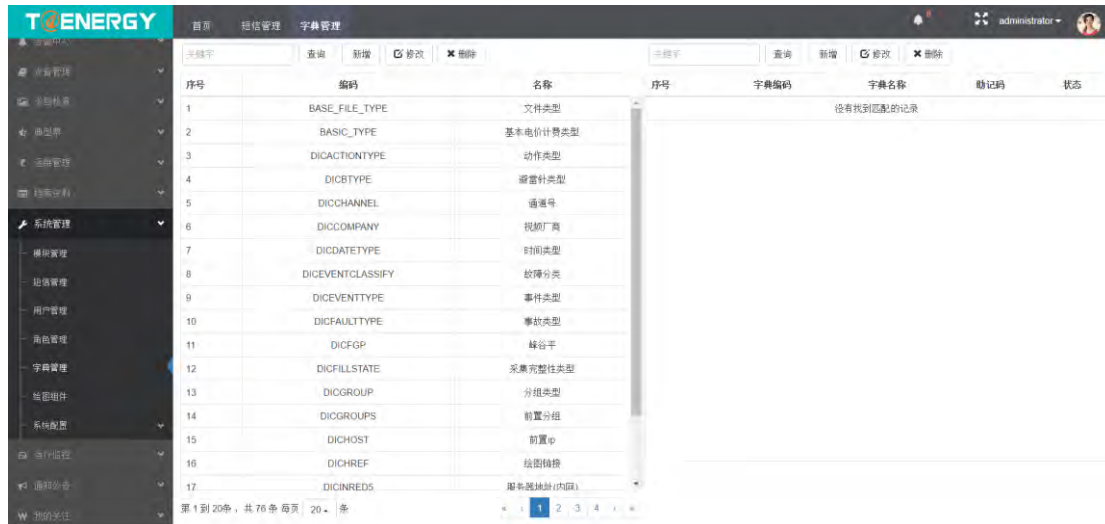 T@ENERGY 首页 短信管理 字典管理 administrator
查询 新增 修改 删除 查询 新增 修改 删除
序号 编码 名称 序号 字典编码 字典名称 助记码 状态
1 BASE_FILE_TYPE 文件类型 没有找到匹配的记录
2 BASIC_TYPE 基本电价计费类型
3 DICACTIONTYPE 动作类型
4 DICBTYPE 避雷针类型
5 DICCHANNEL 通道号
6 DICCOMPANY 视频厂商
7 DICDATETYPE 时间类型
8 DICEVENTCLASSIFY 故障分类
9 DICEVENTTYPE 事件类型
10 DICFAULTTYPE 事故类型
11 DICFGP 峰谷平
12 DICFILLSTATE 采集完整性类型
13 DICGROUP 分组类型
14 DICGROUPS 前置分组
15 DICHOST 前置ip
16 DICHREF 绘图链接
17 DICINRED5 服务器地址(内网)
第 1 到 20条，共 76 条 每页 20 条 « ‹ 1 2 3 4 › »
系统管理
模块管理
短信管理
用户管理
角色管理
字典管理
绘图组件
系统配置